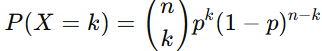 P(X = k) = \binom{n}{k} p^k (1 − p)^{n−k}